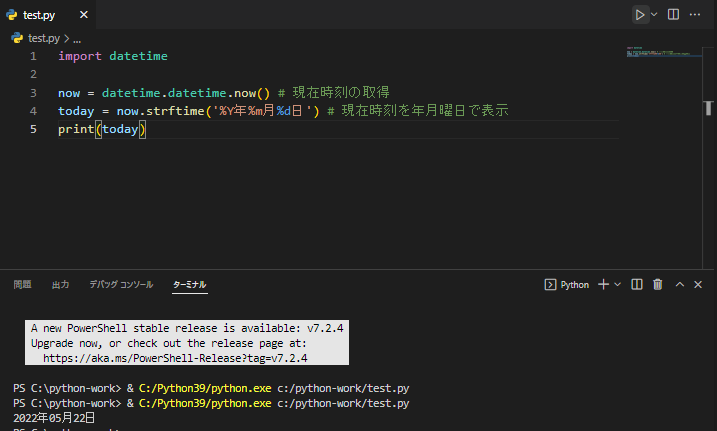 test.py
test.py > ...
1 import datetime
2
3 now = datetime.datetime.now() # 現在時刻の取得
4 today = now.strftime('%Y年%m月%d日') # 現在時刻を年月曜日で表示
5 print(today)
問題 出力 デバッグ コンソール ターミナル Python
A new PowerShell stable release is available: v7.2.4
Upgrade now, or check out the release page at:
https://aka.ms/PowerShell-Release?tag=v7.2.4
PS C:\python-work> & C:/Python39/python.exe c:/python-work/test.py
PS C:\python-work> & C:/Python39/python.exe c:/python-work/test.py
2022年05月22日